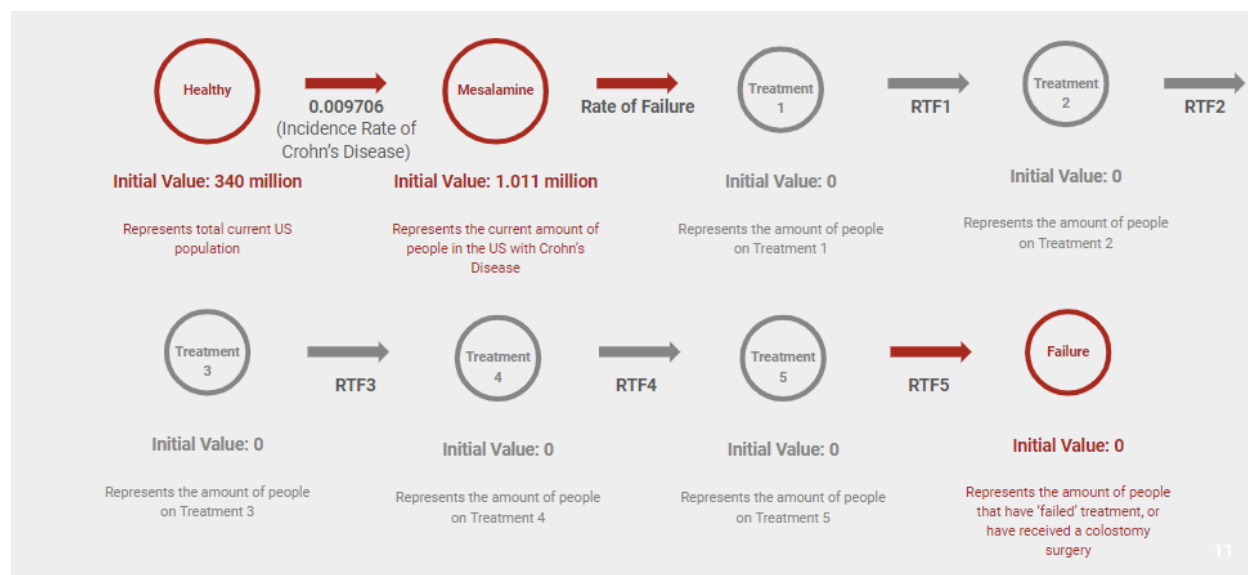 Healthy
0.009706
(Incidence Rate of
Crohn's Disease)
Mesalamine
Rate of Failure
Treatment
1
RTF1
Treatment
2
RTF2
Initial Value: 340 million
Initial Value: 1.011 million
Initial Value: 0
Initial Value: 0
Represents total current US
population
Represents the current amount of
people in the US with Crohn's
Disease
Represents the amount of people
on Treatment 1
Represents the amount of people
on Treatment 2
Treatment
3
RTF3
Treatment
4
RTF4
Treatment
5
RTF5
Failure
Initial Value: 0
Initial Value: 0
Initial Value: 0
Initial Value: 0
Represents the amount of people
on Treatment 3
Represents the amount of people
on Treatment 4
Represents the amount of people
on Treatment 5
Represents the amount of people
that have 'failed' treatment, or
have received a colostomy
surgery
11